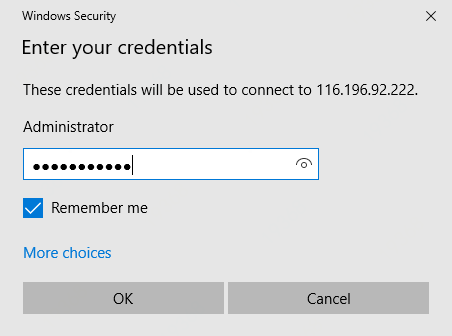 Windows Security
Enter your credentials
These credentials will be used to connect to 116.196.92.222.
Administrator
●●●●●●●●●●●
Remember me
More choices
OK
Cancel